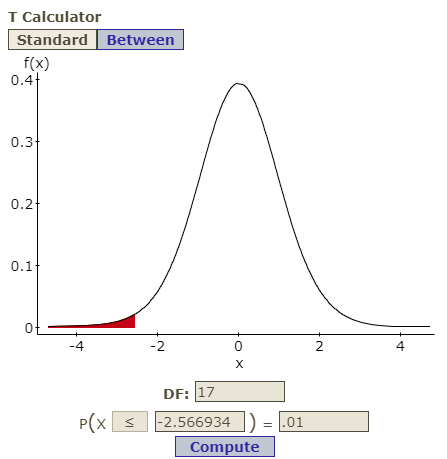 T Calculator
Standard Between
f(x)
0.4
0.3
0.2
0.1
0
-4 -2 0 2 4
x
DF: 17
P(X ≤ -2.566934 ) = .01
Compute